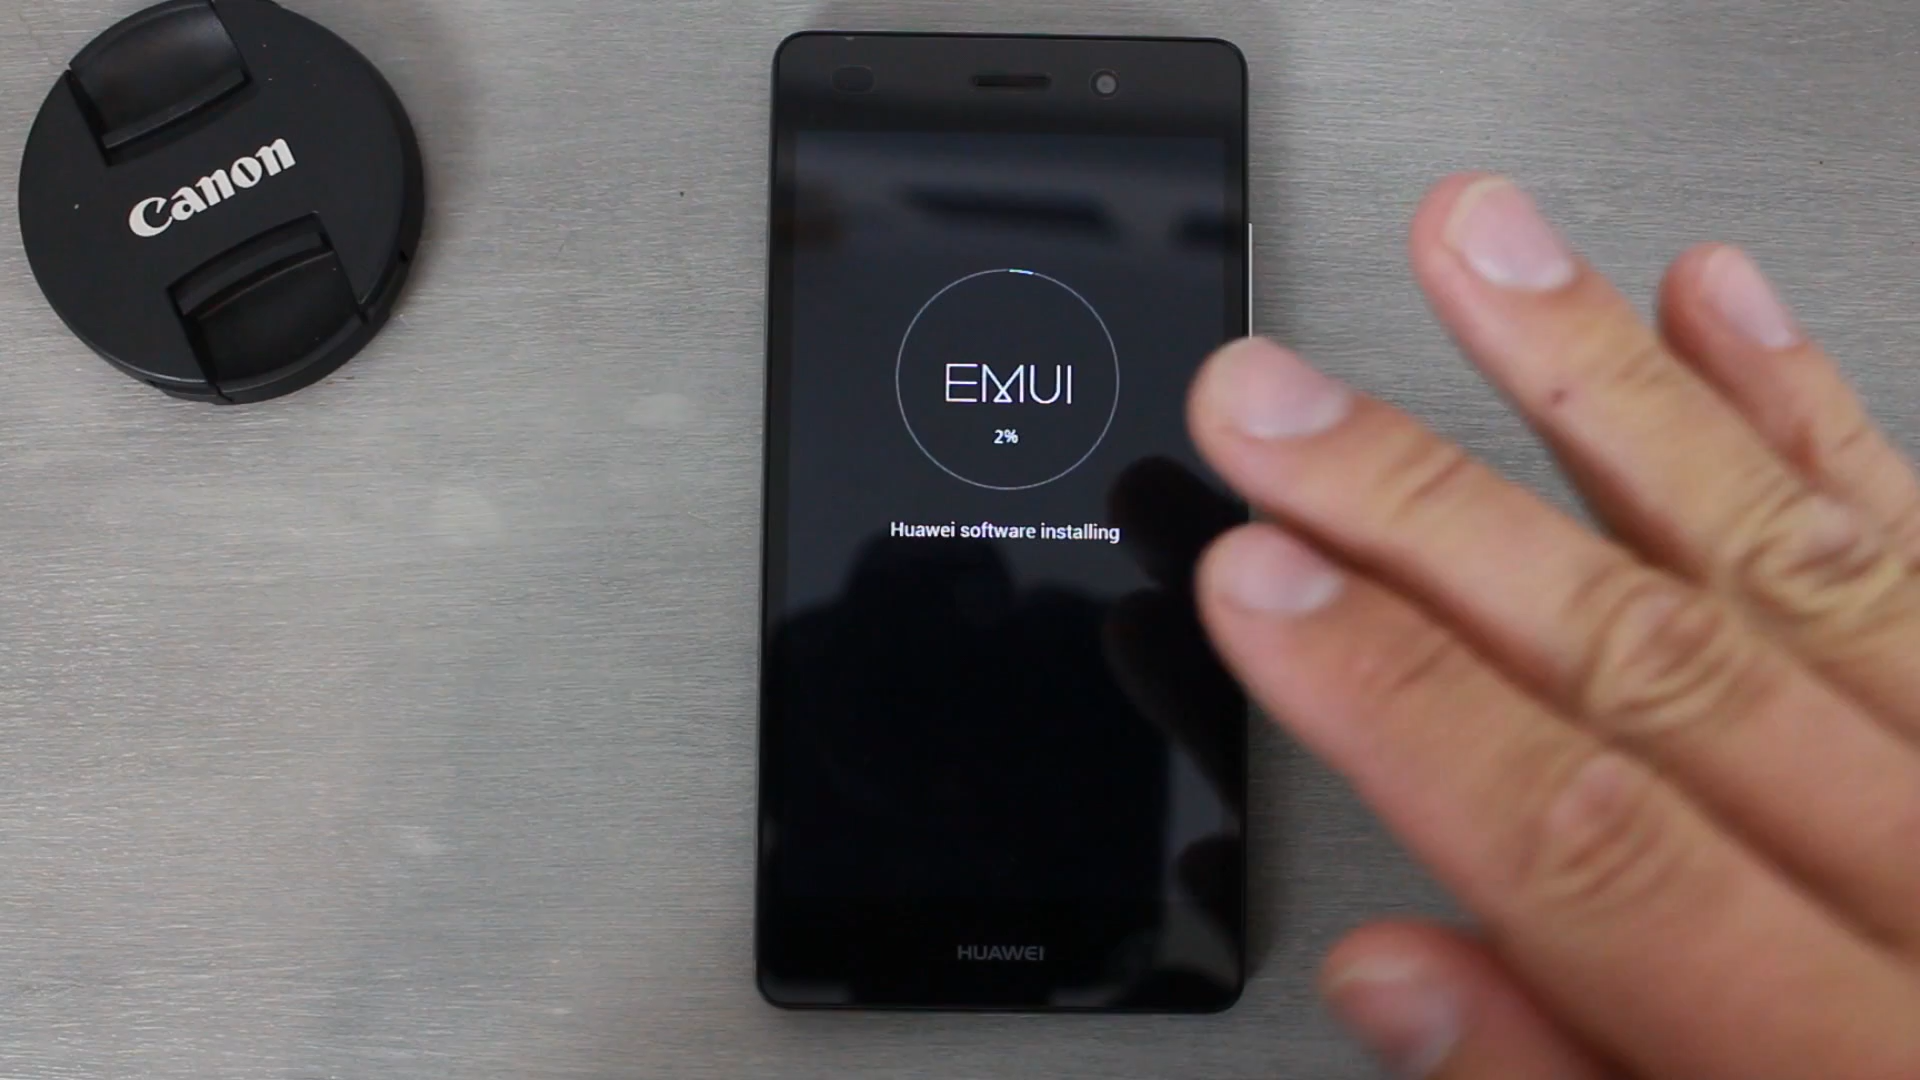 Canon
EMUI
2%
Huawei software installing
HUAWEI